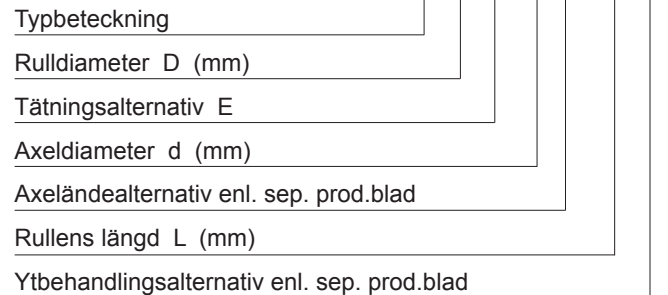 Typbeteckning
Rulldiameter D (mm)
Tätningsalternativ E
Axeldiameter d (mm)
Axeländealternativ enl. sep. prod.blad
Rullens längd L (mm)
Ytbehandlingsalternativ enl. sep. prod.blad